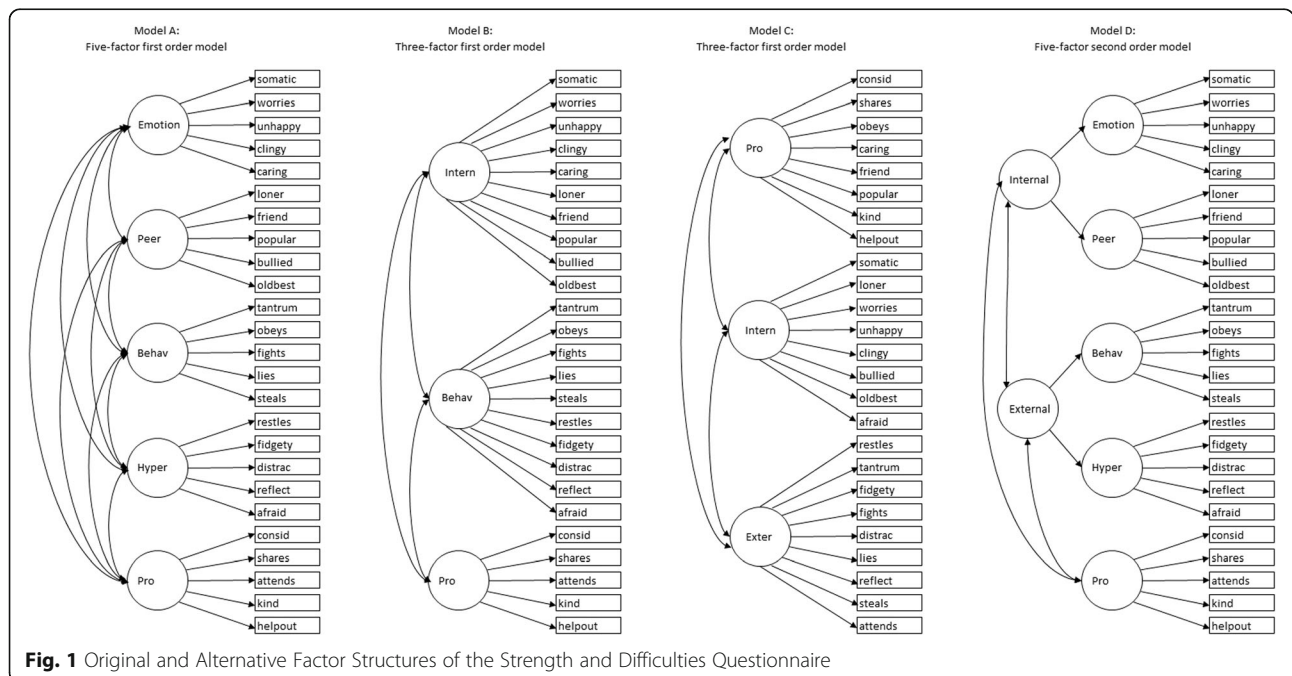 Model A:
Five-factor first order model
Emotion
somatic
worries
unhappy
clingy
caring
Peer
loner
friend
popular
bullied
oldbest
Behav
tantrum
obeys
fights
lies
steals
Hyper
restles
fidgety
distrac
reflect
afraid
Pro
consid
shares
attends
kind
helpout
Model B:
Three-factor first order model
Intern
somatic
worries
unhappy
clingy
caring
loner
friend
popular
bullied
oldbest
Behav
tantrum
obeys
fights
lies
steals
restles
fidgety
distrac
reflect
afraid
Pro
consid
shares
attends
kind
helpout
Model C:
Three-factor first order model
Pro
consid
shares
obeys
caring
friend
popular
kind
helpout
Intern
somatic
loner
worries
unhappy
clingy
bullied
oldbest
afraid
Exter
restles
tantrum
fidgety
fights
distrac
lies
reflect
steals
attends
Model D:
Five-factor second order model
Internal
Emotion
somatic
worries
unhappy
clingy
caring
Peer
loner
friend
popular
bullied
oldbest
External
Behav
tantrum
obeys
fights
lies
steals
Hyper
restles
fidgety
distrac
reflect
afraid
Pro
consid
shares
attends
kind
helpout
Fig. 1 Original and Alternative Factor Structures of the Strength and Difficulties Questionnaire